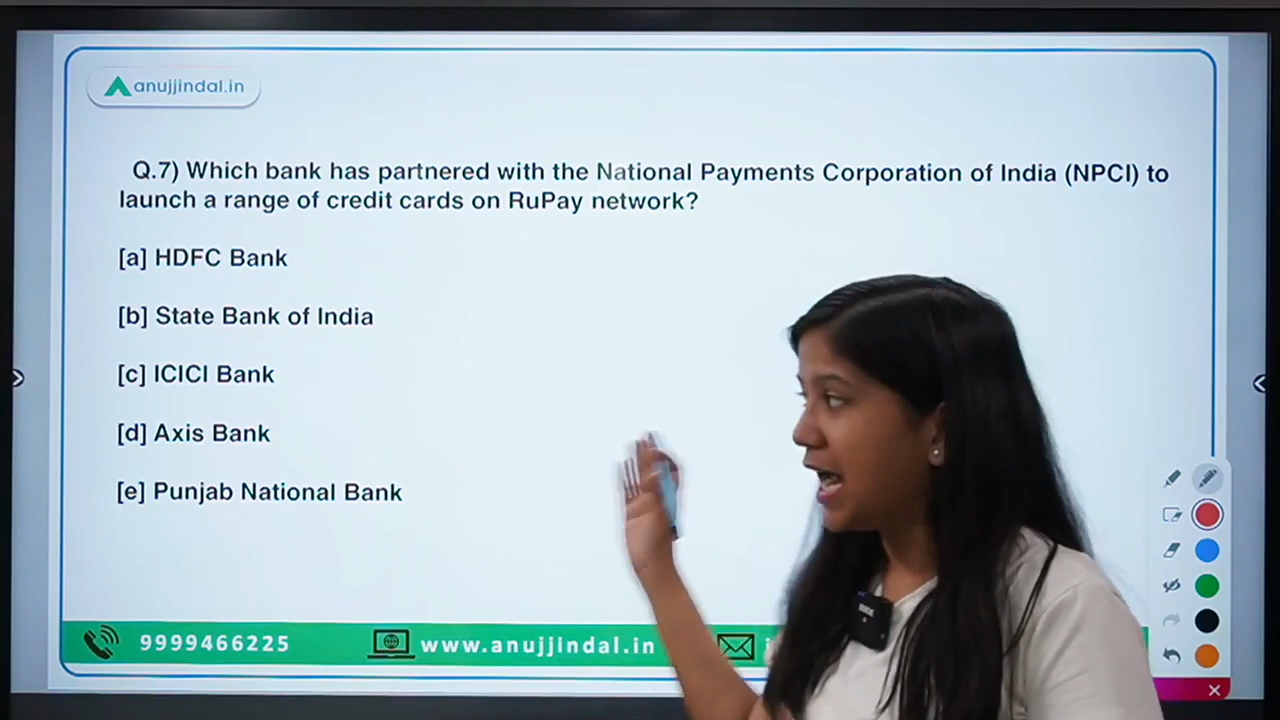 anujjindal.in
Q.7) Which bank has partnered with the National Payments Corporation of India (NPCI) to
launch a range of credit cards on RuPay network?
[a] HDFC Bank
[b] State Bank of India
[c] ICICI Bank
[d] Axis Bank
[e] Punjab National Bank
9999466225 www.anujjindal.in